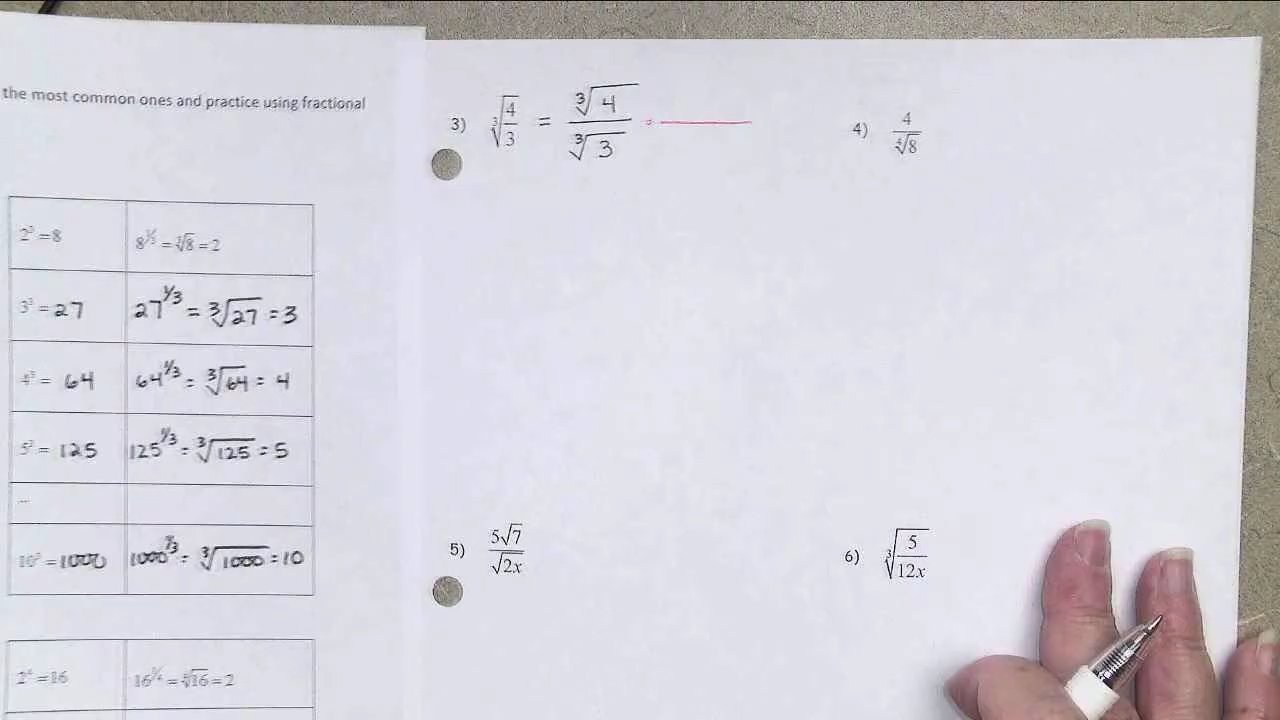 the most common ones and practice using fractional
2³ = 8 8^(1/3) = ∛8 = 2
3³ = 27 27^(1/3) = ∛27 = 3
4³ = 64 64^(1/3) = ∛64 = 4
5³ = 125 125^(1/3) = ∛125 = 5
...
10³ = 1000 1000^(1/3) = ∛1000 = 10
2⁴ = 16 16^(1/4) = ∜16 = 2
3) ∛(4/3) = ∛4/∛3 =
4) 4/∜8
5) 5√7/√(2x)
6) ∛(5/(12x))